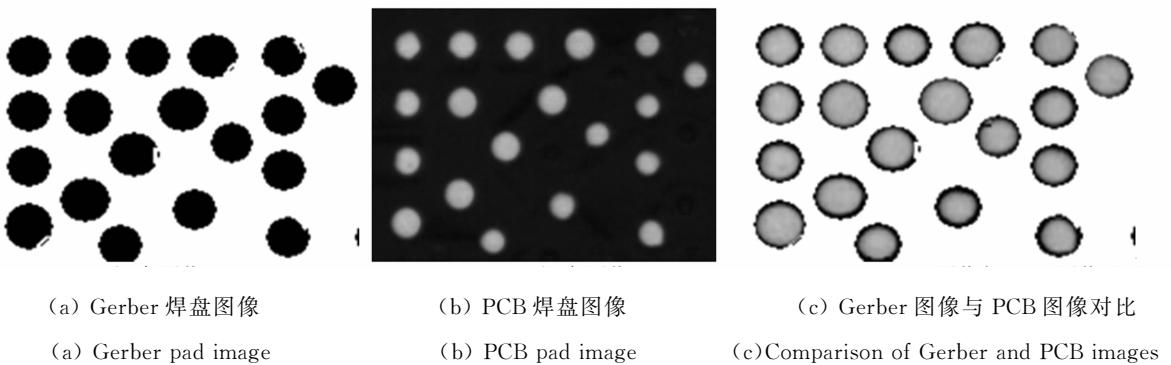 (a) Gerber 焊盘图像
(b) PCB 焊盘图像
(c) Gerber 图像与 PCB 图像对比
(a) Gerber pad image
(b) PCB pad image
(c)Comparison of Gerber and PCB images